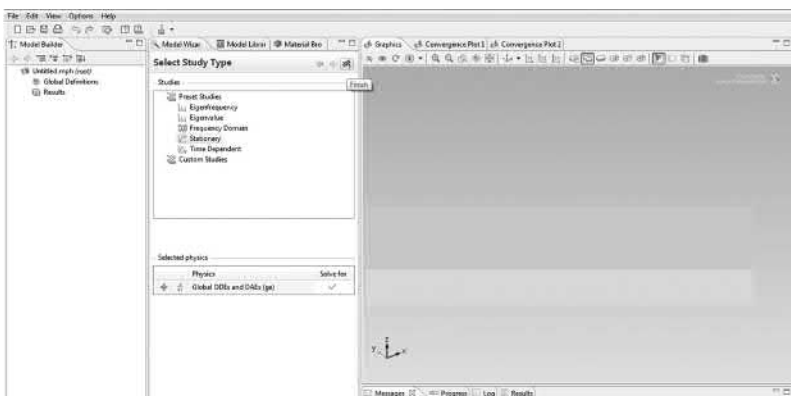 File Edit View Options Help
Model Builder
Model Wizar
Model Librar
Material Bro
Graphics
Convergence Plot 1
Convergence Plot 2
Untitled.mph (root)
Global Definitions
Results
Select Study Type
Finish
Studies
Preset Studies
Eigenfrequency
Eigenvalue
Frequency Domain
Stationary
Time Dependent
Custom Studies
Selected physics
Physics Solve for
Global ODEs and DAEs (ge)
z
y
x
Messages
Progress
Log
Results